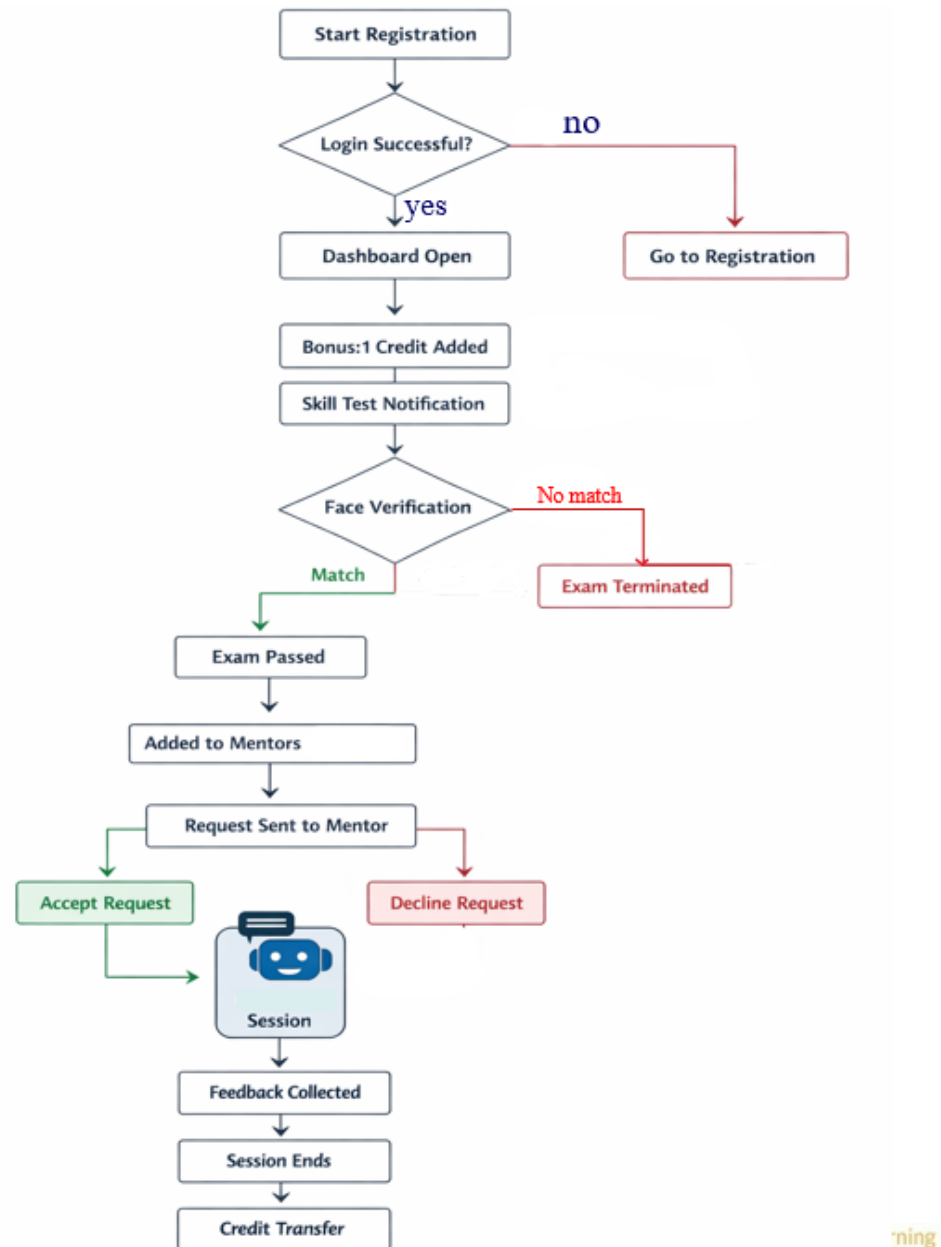 Start Registration
Login Successful?
no
yes
Dashboard Open
Go to Registration
Bonus:1 Credit Added
Skill Test Notification
Face Verification
No match
Match
Exam Terminated
Exam Passed
Added to Mentors
Request Sent to Mentor
Accept Request
Decline Request
Session
Feedback Collected
Session Ends
Credit Transfer
rning